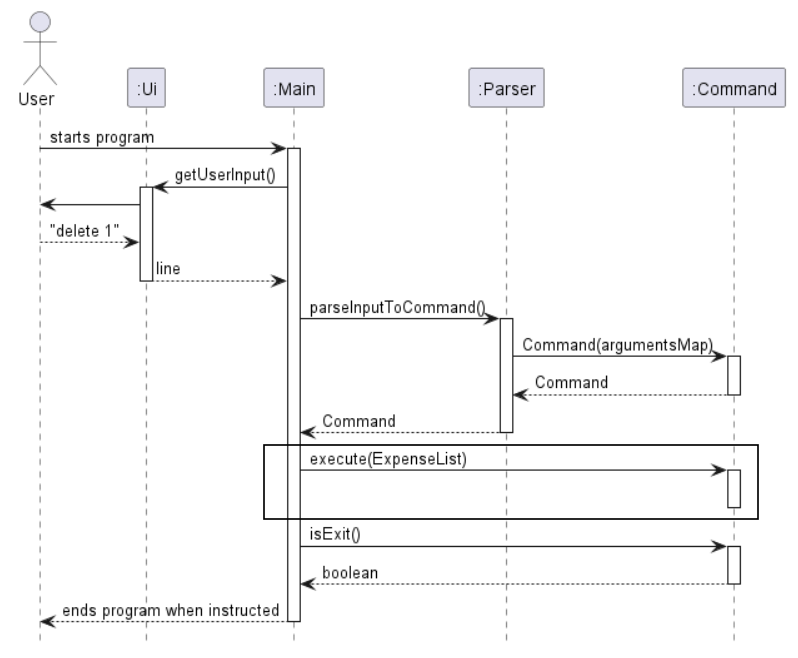 User
:Ui
:Main
:Parser
:Command
starts program
getUserInput()
"delete 1"
line
parseInputToCommand()
Command(argumentsMap)
Command
Command
execute(ExpenseList)
isExit()
boolean
ends program when instructed